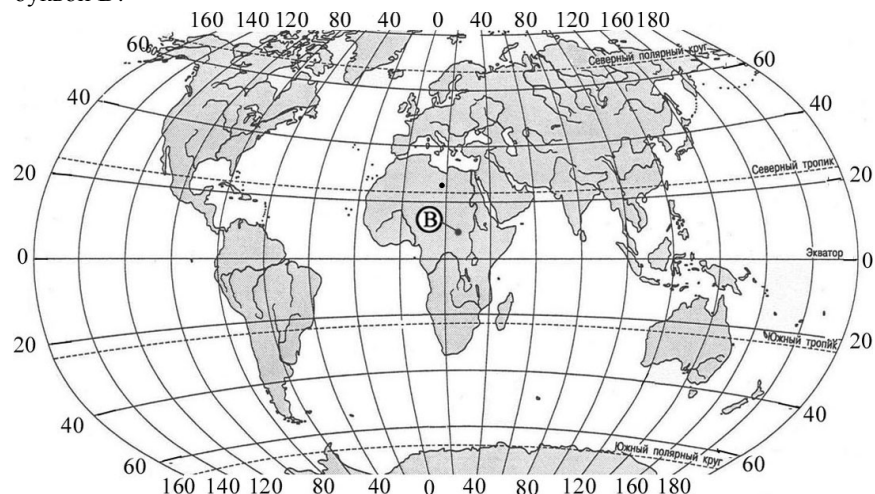 160 140 120 80 40 0 40 80 120 160 180
60 Северный полярный круг 60
40 40
20 Северный тропик 20
B
0 Экватор 0
20 Южный тропик 20
40 40
60 Южный полярный круг 60
160 140 120 80 40 0 40 80 120 160 180